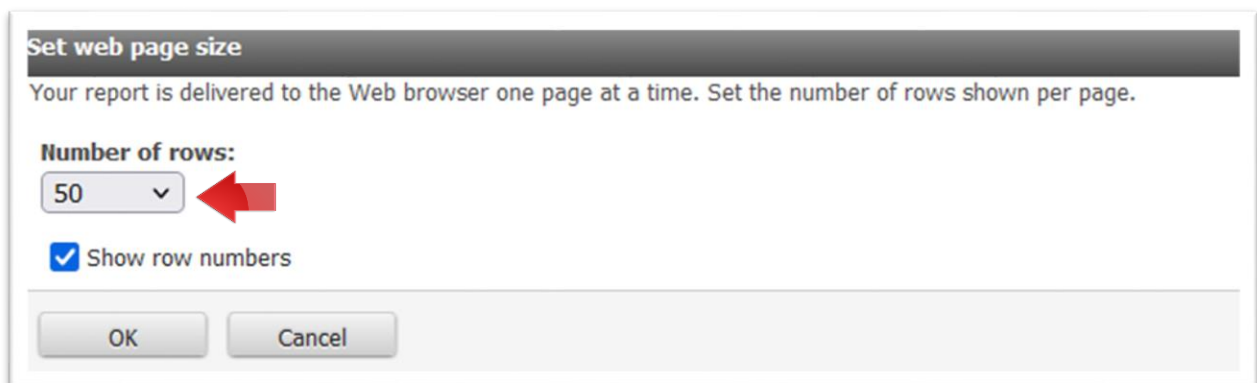 Set web page size
Your report is delivered to the Web browser one page at a time. Set the number of rows shown per page.
Number of rows:
50
Show row numbers
OK Cancel